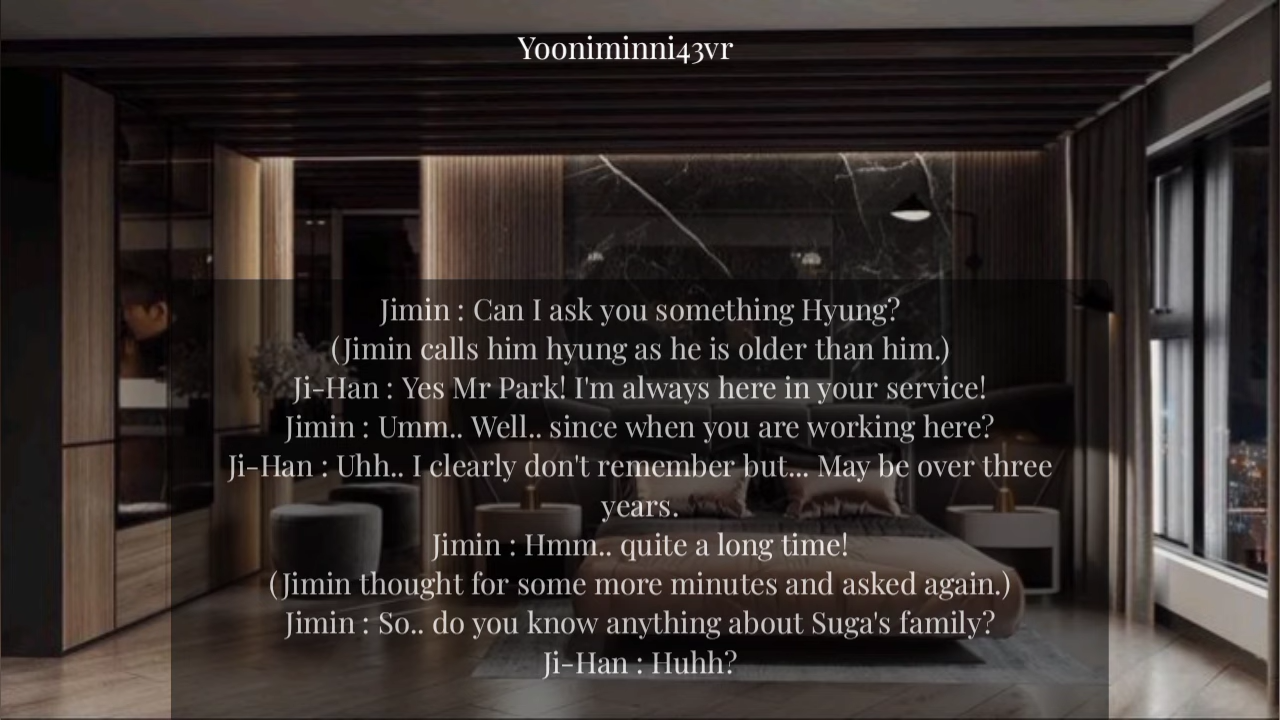 Yooniminni43vr
Jimin : Can I ask you something Hyung?
(Jimin calls him hyung as he is older than him.)
Ji-Han : Yes Mr Park! I'm always here in your service!
Jimin : Umm.. Well.. since when you are working here?
Ji-Han : Uhh.. I clearly don't remember but... May be over three
years.
Jimin : Hmm.. quite a long time!
(Jimin thought for some more minutes and asked again.)
Jimin : So.. do you know anything about Suga's family?
Ji-Han : Huhh?